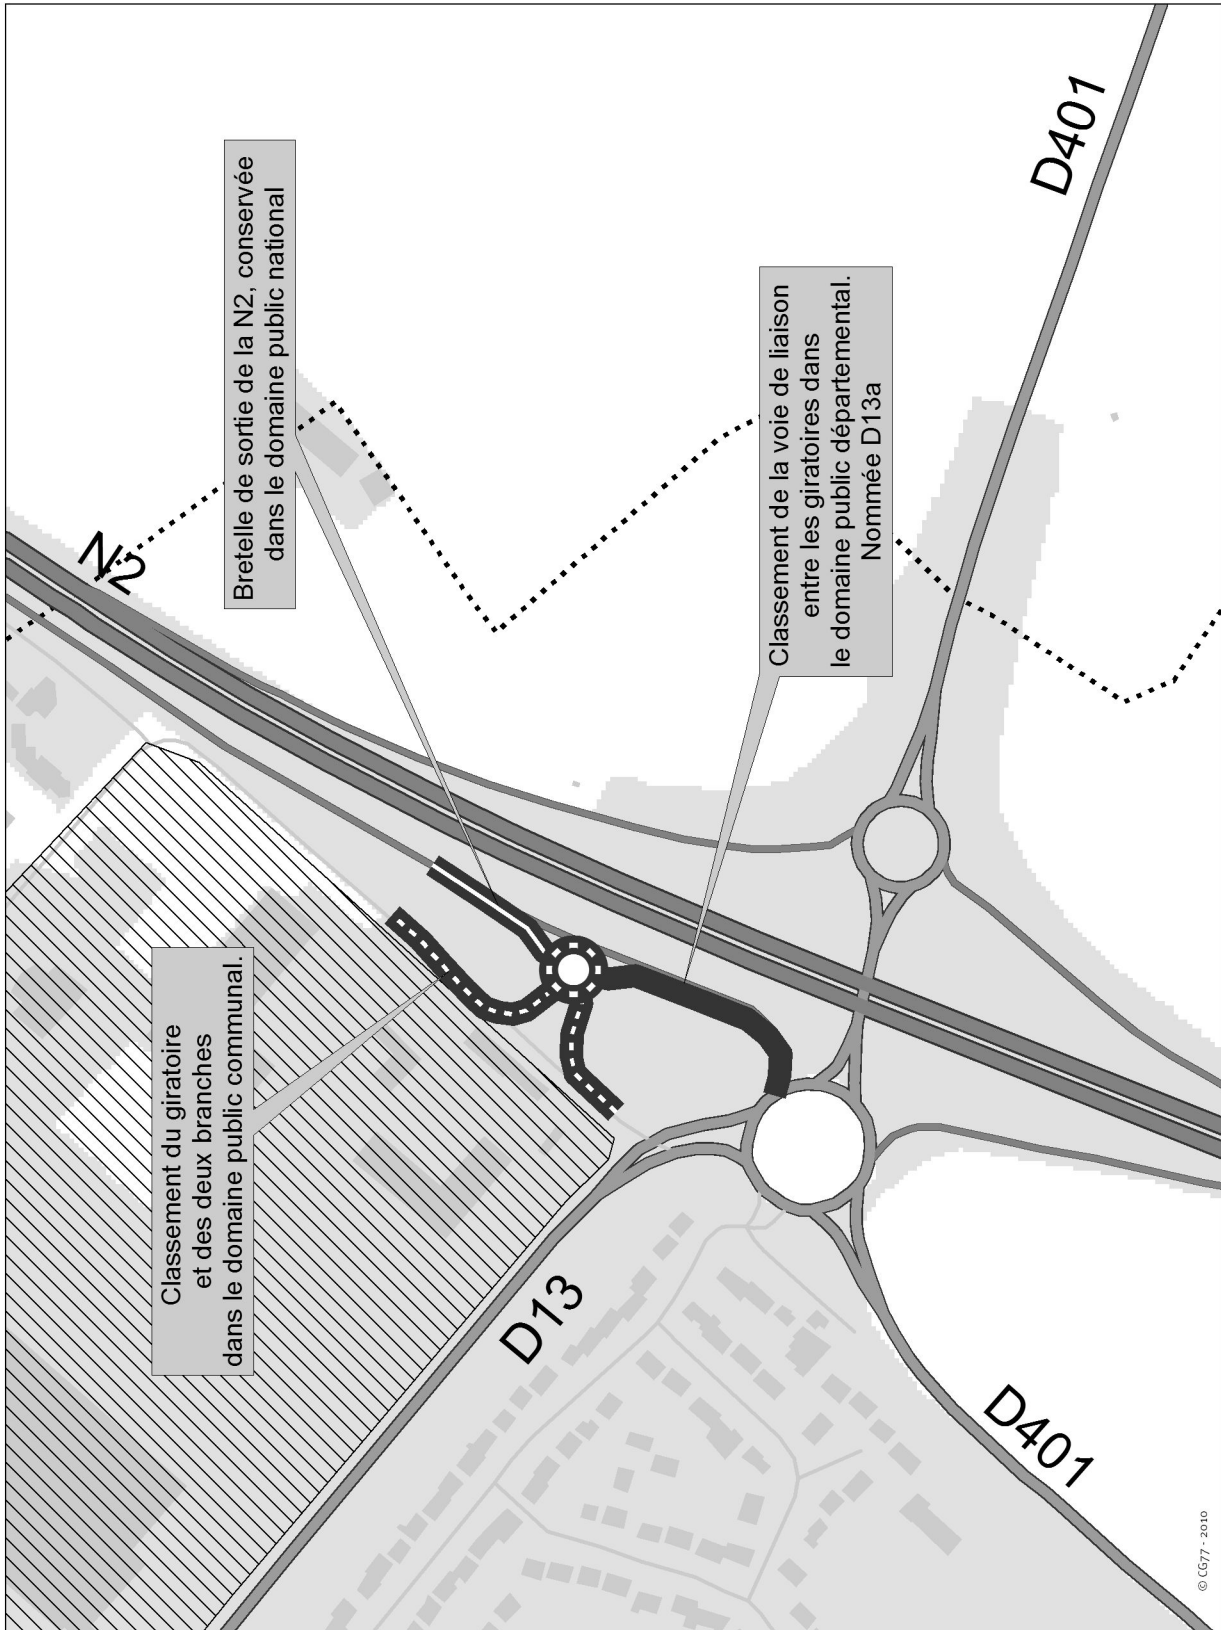 Classement du giratoire
et des deux branches
dans le domaine public communal.
Bretelle de sortie de la N2, conservée
dans le domaine public national
Classement de la voie de liaison
entre les giratoires dans
le domaine public départemental.
Nommée D13a
N2
D13
D401
D401
© CG77 - 2010